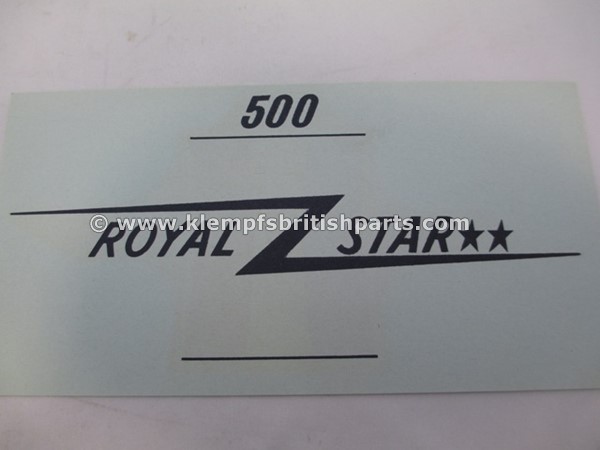 500
© www.klempfsbritishparts.com ©
ROYAL STAR★★